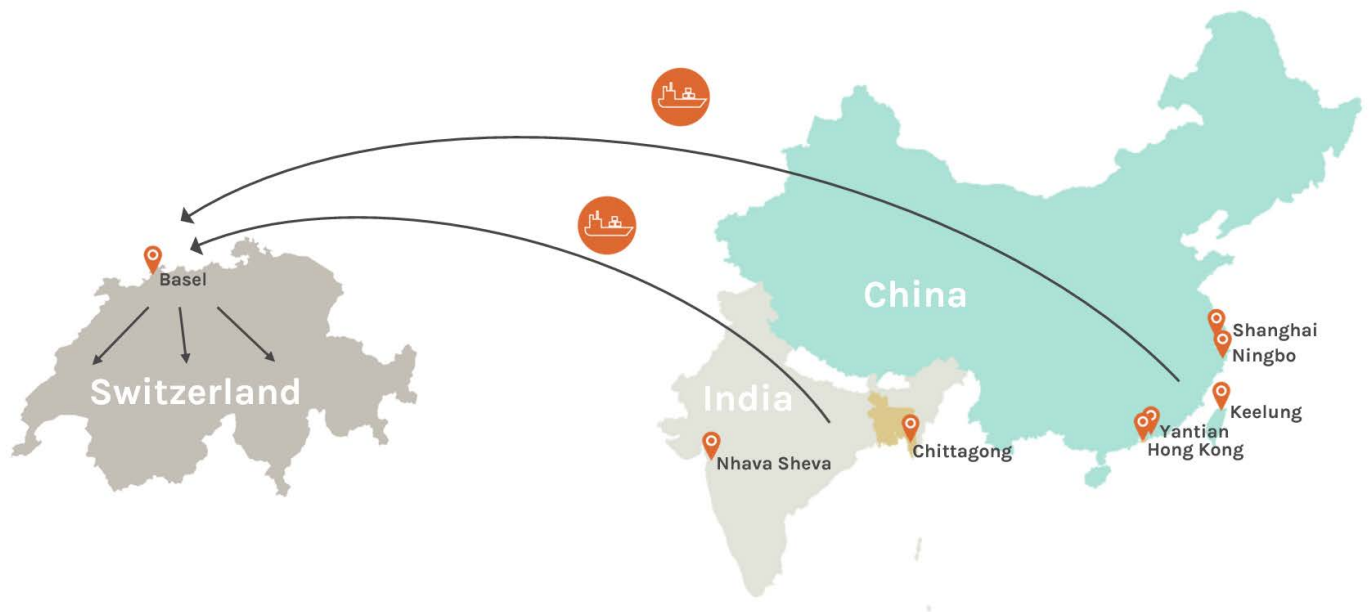 Basel
Switzerland
China
India
Shanghai
Ningbo
Keelung
Yantian
Hong Kong
Chittagong
Nhava Sheva